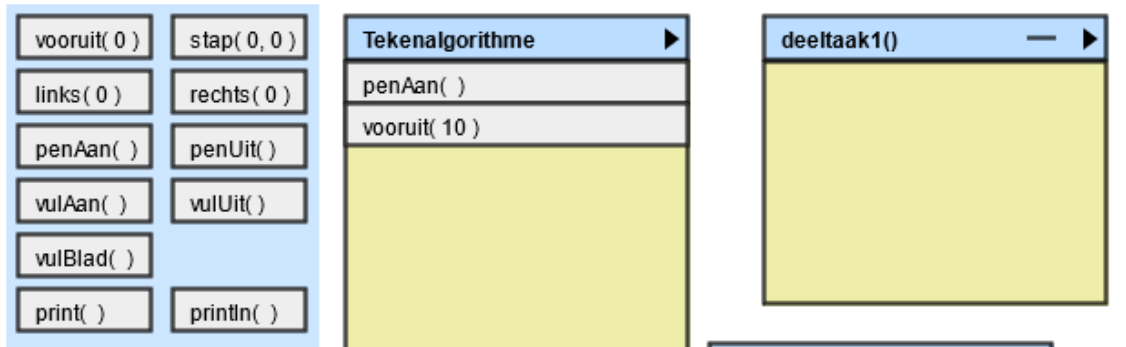 vooruit( 0 )
stap( 0, 0 )
links( 0 )
rechts( 0 )
penAan( )
penUit( )
vulAan( )
vulUit( )
vulBlad( )
print( )
println( )
Tekenalgorithme
penAan( )
vooruit( 10 )
deeltaak1()